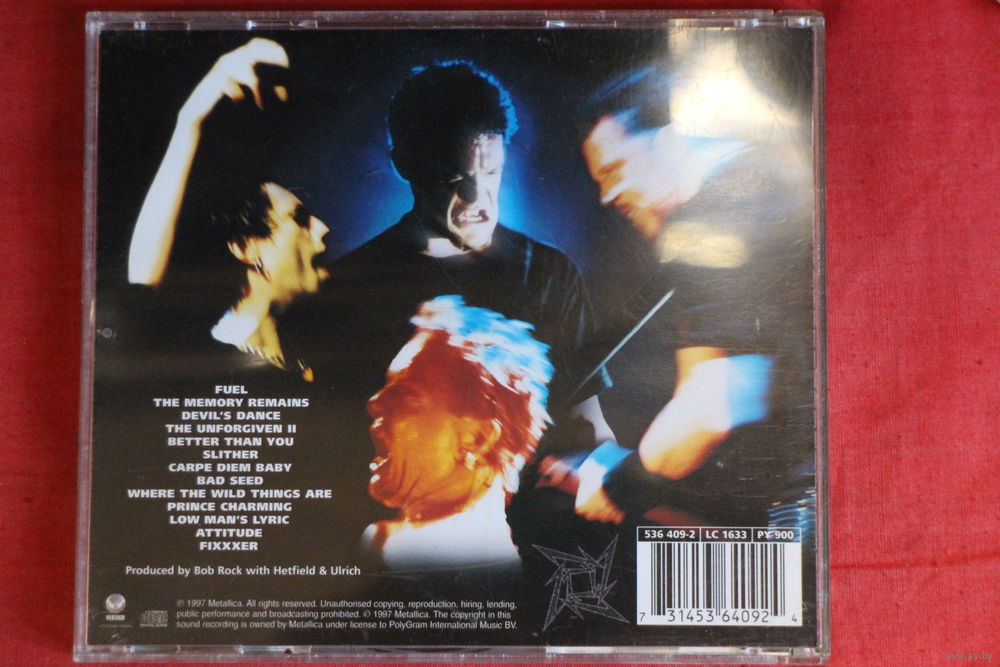 FUEL
THE MEMORY REMAINS
DEVIL'S DANCE
THE UNFORGIVEN II
BETTER THAN YOU
SLITHER
CARPE DIEM BABY
BAD SEED
WHERE THE WILD THINGS ARE
PRINCE CHARMING
LOW MAN'S LYRIC
ATTITUDE
FIXXXER
Produced by Bob Rock with Hetfield & Ulrich
℗ 1997 Metallica. All rights reserved. Unauthorised copying, reproduction, hiring, lending,
public performance and broadcasting prohibited. © 1997 Metallica. The copyright in this
sound recording is owned by Metallica under license to PolyGram International Music BV.
536 409-2 | LC 1633 | PY 900
7 31453 64092 4
www.ay.by